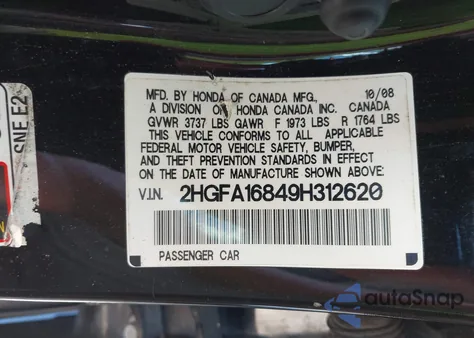 MFD. BY HONDA OF CANADA MFG., 10/08
A DIVISION OF HONDA CANADA INC. CANADA
GVWR 3737 LBS GAWR F 1973 LBS R 1764 LBS
THIS VEHICLE CONFORMS TO ALL APPLICABLE
FEDERAL MOTOR VEHICLE SAFETY, BUMPER,
AND THEFT PREVENTION STANDARDS IN EFFECT
ON THE DATE OF MANUFACTURE SHOWN ABOVE:
V.I.N. 2HGFA16849H312620
PASSENGER CAR
SNE E2
autoSnap